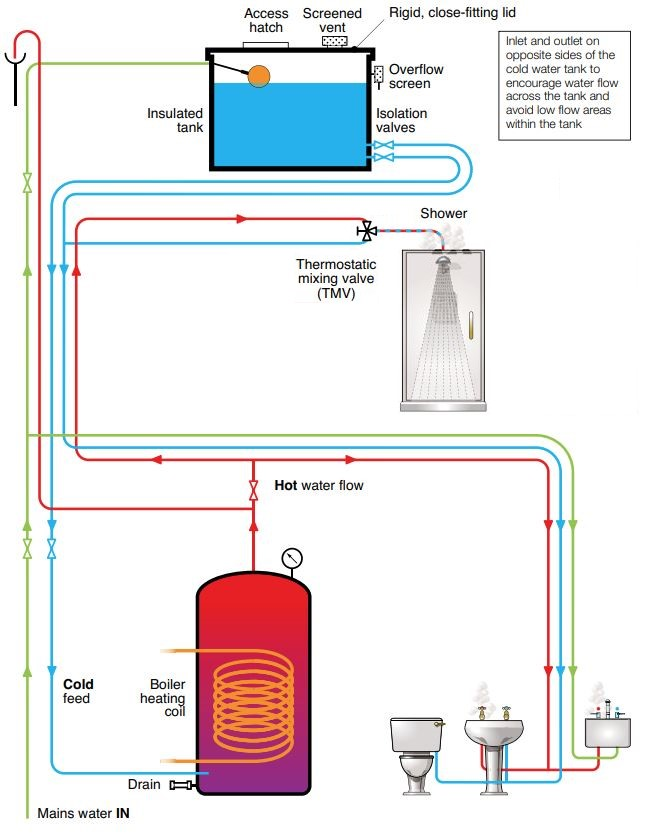 Access
hatch
Screened
vent
Rigid, close-fitting lid
Inlet and outlet on
opposite sides of the
cold water tank to
encourage water flow
across the tank and
avoid low flow areas
within the tank
Overflow
screen
Insulated
tank
Isolation
valves
Shower
Thermostatic
mixing valve
(TMV)
Hot water flow
Cold
feed
Boiler
heating
coil
Drain
Mains water IN